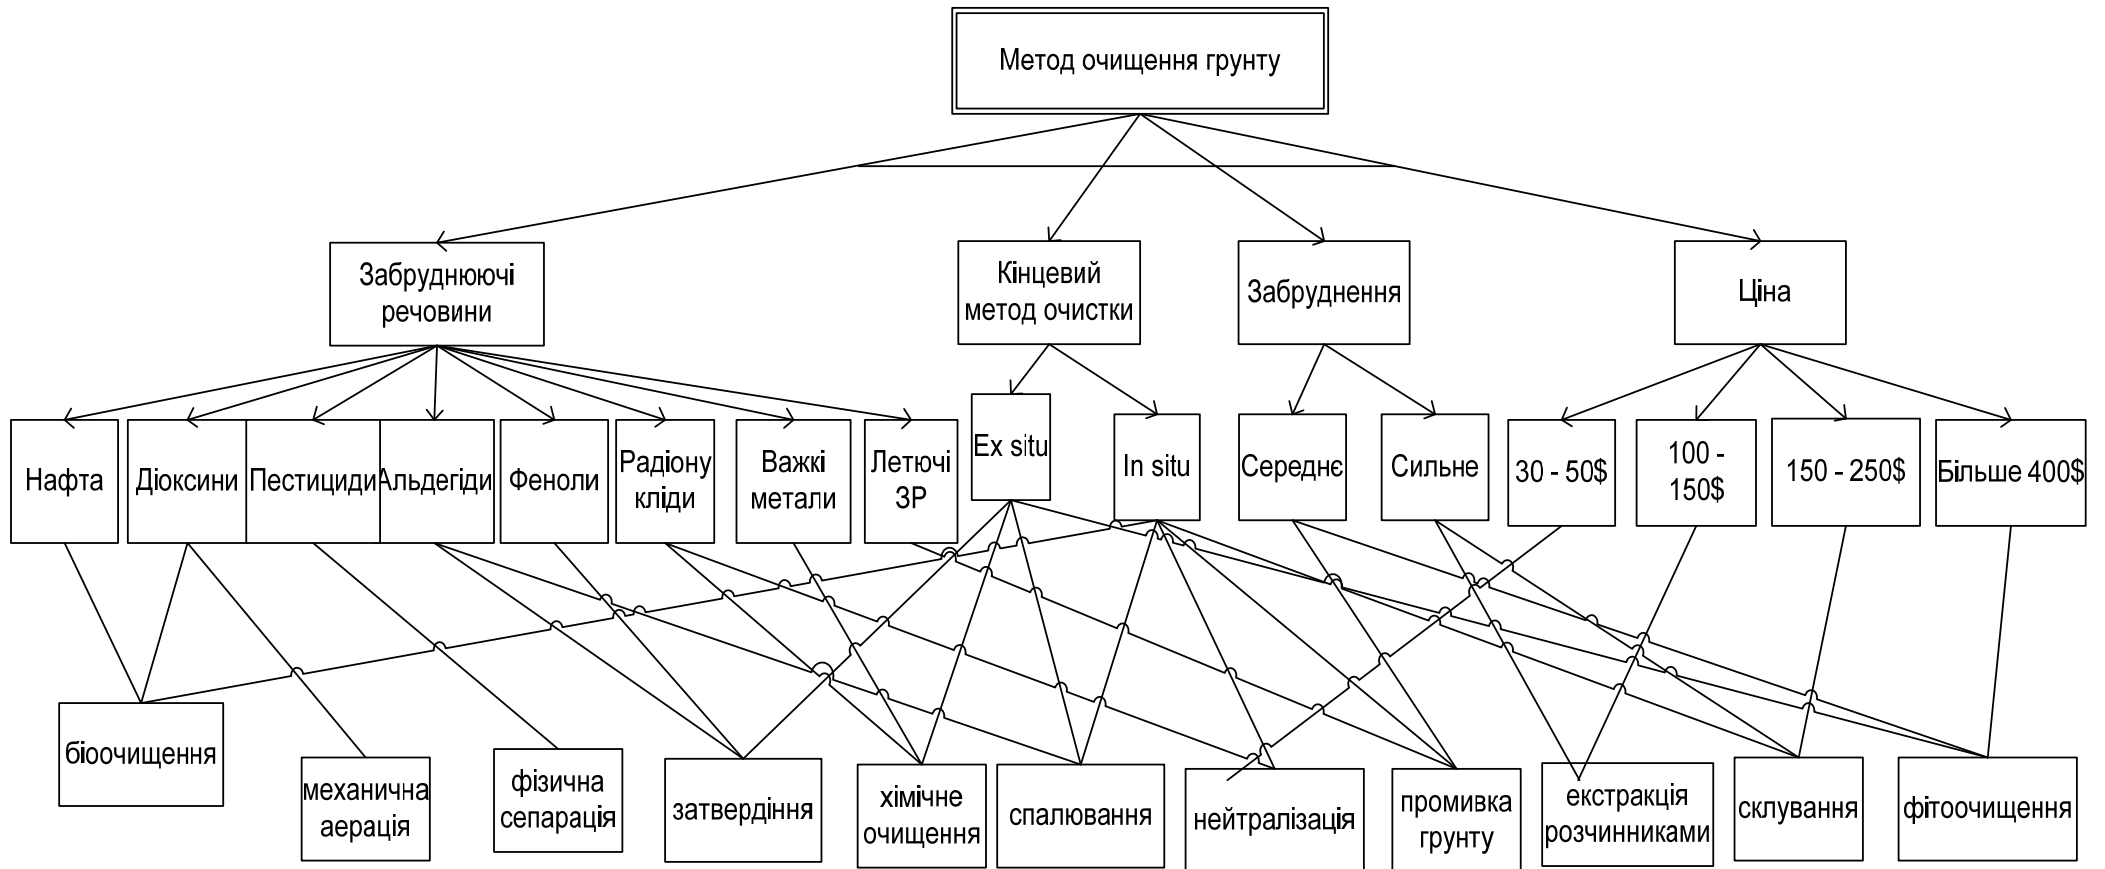 Метод очищення грунту
Забруднюючі
речовини
Кінцевий
метод очистки
Забруднення
Ціна
Нафта
Діоксини
Пестициди
Альдегіди
Феноли
Радіону
кліди
Важкі
метали
Летючі
ЗР
Ex situ
In situ
Середнє
Сильне
30 - 50$
100 -
150$
150 - 250$
Більше 400$
біоочищення
механична
аерація
фізична
сепарація
затвердіння
хімічне
очищення
спалювання
нейтралізація
промивка
грунту
екстракція
розчинниками
склування
фітоочищення